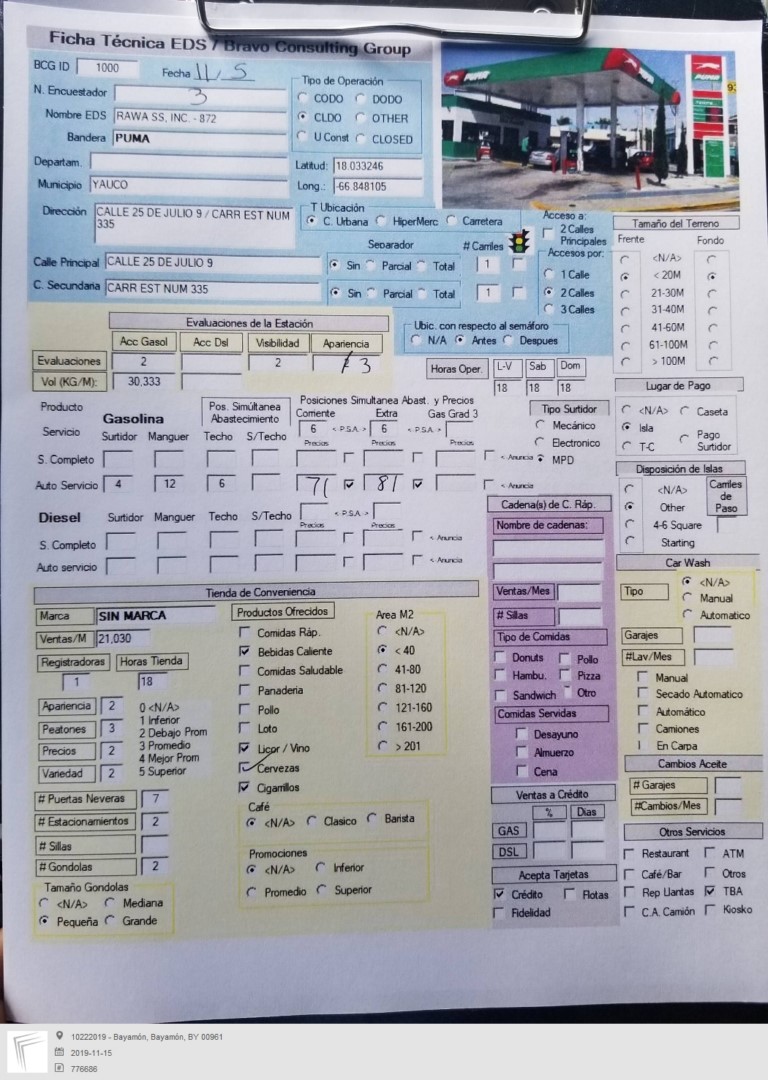 Ficha Técnica EDS / Bravo Consulting Group
BCG ID 1000 Fecha 11/5
N. Encuestador 3
Nombre EDS RAWA SS, INC. - 872
Bandera PUMA
Departam.
Municipio YAUCO
Dirección CALLE 25 DE JULIO 9 / CARR EST NUM 335
Tipo de Operación
CODO DODO
CLDO OTHER
U Const CLOSED
Latitud: 18.033246
Long.: -66.848105
PUMA
T Ubicación
C. Urbana HiperMerc Carretera
Separador # Carriles
Calle Principal CALLE 25 DE JULIO 9 Sin Parcial Total 1
C. Secundaria CARR EST NUM 335 Sin Parcial Total 1
Acceso a:
2 Calles Principales
Accesos por:
1 Calle
2 Calles
3 Calles
Tamaño del Terreno
Frente Fondo
<N/A>
< 20M
21-30M
31-40M
41-60M
61-100M
> 100M
Evaluaciones de la Estación
Acc Gasol Acc Dsl Visibilidad Apariencia
Evaluaciones 2 2 3
Vol (KG/M): 30,333
Ubic. con respecto al semáforo
N/A Antes Despues
Horas Oper. L-V Sab Dom
18 18 18
Lugar de Pago
<N/A> Caseta
Isla
T-C Pago Surtidor
Producto Gasolina
Servicio Surtidor Manguer
Pos. Simúltanea Abastecimiento
Techo S/Techo
Posiciones Simultanea Abast. y Precios
Corriente Extra Gas Grad 3
6 < P.S.A. > 6 < P.S.A. >
Precios Precios Precios
S. Completo < Anuncia
Auto Servicio 4 12 6 71 81 < Anuncia
Tipo Surtidor
Mecánico
Electronico
MPD
Disposición de Islas
<N/A>
Other
4-6 Square
Starting
Carriles de Paso
Diesel Surtidor Manguer Techo S/Techo < P.S.A. >
Precios Precios
S. Completo < Anuncia
Auto servicio < Anuncia
Cadena(s) de C. Ráp.
Nombre de cadenas:
Ventas/Mes
# Sillas
Tipo de Comidas
Donuts Pollo
Hambu. Pizza
Sandwich Otro
Comidas Servidas
Desayuno
Almuerzo
Cena
Car Wash
Tipo <N/A>
Manual
Automatico
Garajes
#Lav/Mes
Manual
Secado Automatico
Automático
Camiones
En Carpa
Cambios Aceite
# Garajes
#Cambios/Mes
Tienda de Conveniencia
Marca SIN MARCA
Ventas/M 21,030
Registradoras Horas Tienda
1 18
Apariencia 2
Peatones 3
Precios 2
Variedad 2
0 <N/A>
1 Inferior
2 Debajo Prom
3 Promedio
4 Mejor Prom
5 Superior
# Puertas Neveras 7
# Estacionamientos 2
# Sillas
# Gondolas 2
Tamaño Gondolas
<N/A> Mediana
Pequeña Grande
Productos Ofrecidos
Comidas Ráp.
Bebidas Caliente
Comidas Saludable
Panaderia
Pollo
Loto
Licor / Vino
Cervezas
Cigarrillos
Area M2
<N/A>
< 40
41-80
81-120
121-160
161-200
> 201
Café
<N/A> Clasico Barista
Promociones
<N/A> Inferior
Promedio Superior
Ventas a Crédito
% Dias
GAS
DSL
Acepta Tarjetas
Crédito Flotas
Fidelidad
Otros Servicios
Restaurant ATM
Café/Bar Otros
Rep Llantas TBA
C.A. Camión Kiosko
10222019 - Bayamón, Bayamón, BY 00961
2019-11-15
776686